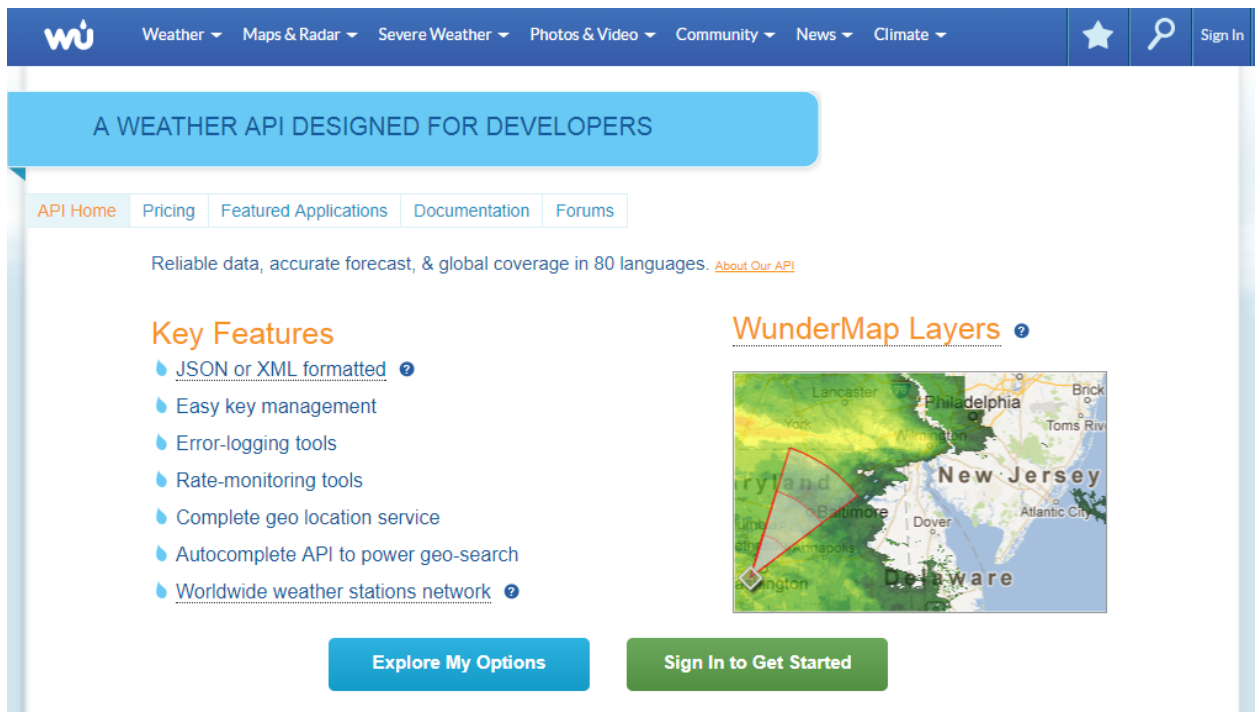 wu
Weather Maps & Radar Severe Weather Photos & Video Community News Climate Sign In
A WEATHER API DESIGNED FOR DEVELOPERS
API Home Pricing Featured Applications Documentation Forums
Reliable data, accurate forecast, & global coverage in 80 languages. About Our API
Key Features
JSON or XML formatted ?
Easy key management
Error-logging tools
Rate-monitoring tools
Complete geo location service
Autocomplete API to power geo-search
Worldwide weather stations network ?
WunderMap Layers ?
Lancaster
Philadelphia
Brick
York
Wilmington
Toms Riv
New Jersey
ryland
Baltimore
Dover
Atlantic City
Annapolis
Delaware
ington
Explore My Options
Sign In to Get Started